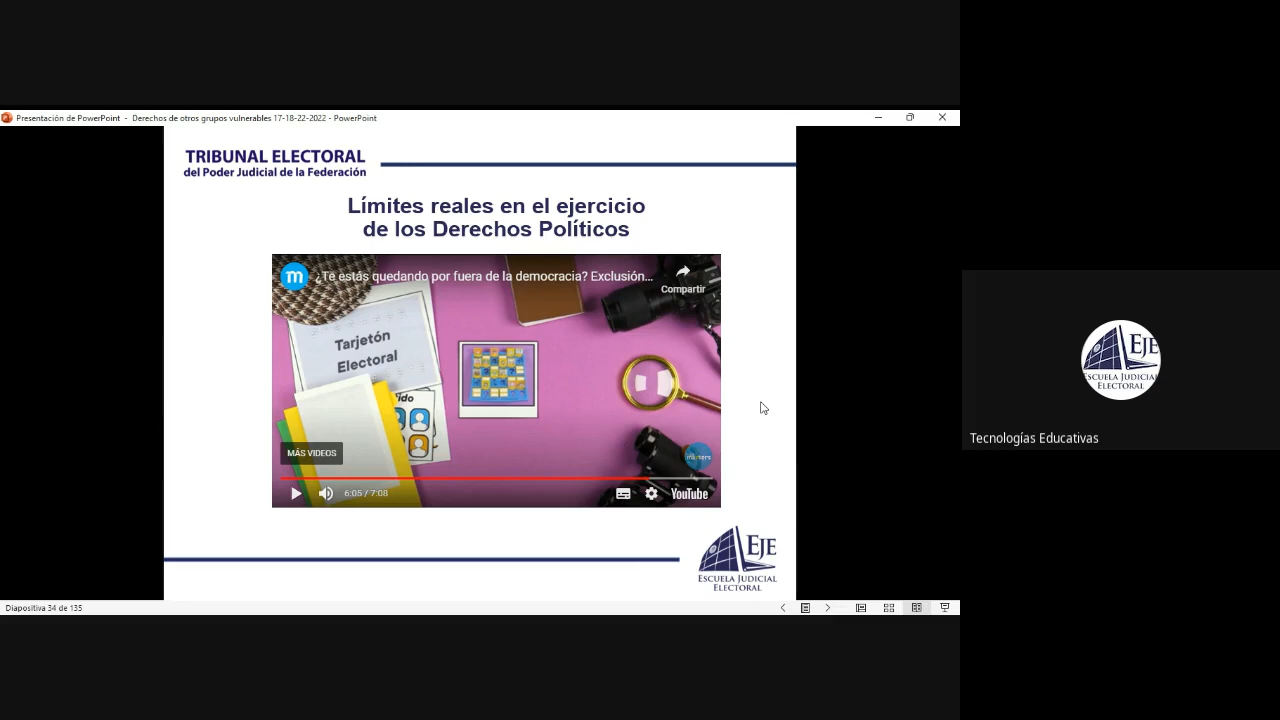 Presentación de PowerPoint - Derechos de otros grupos vulnerables 17-18-22-2022 - PowerPoint
TRIBUNAL ELECTORAL
del Poder Judicial de la Federación
Límites reales en el ejercicio
de los Derechos Políticos
m
¿Te estás quedando por fuera de la democracia? Exclusión...
Compartir
Tarjetón
Electoral
MÁS VIDEOS
6:05 / 7:08
YouTube
EJE
ESCUELA JUDICIAL
ELECTORAL
Diapositiva 34 de 135
EJE
ESCUELA JUDICIAL
ELECTORAL
Tecnologías Educativas